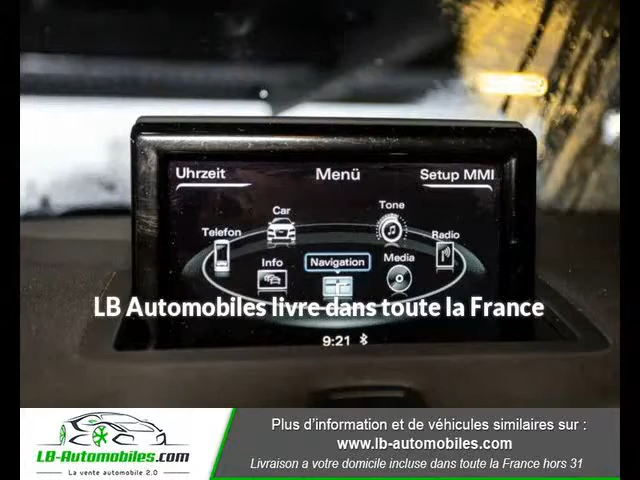 Uhrzeit Menü Setup MMI
Car Tone
Telefon Radio
Info Navigation Media
LB Automobiles livre dans toute la France
9:21
LB-Automobiles.com
La vente automobile 2.0
Plus d'information et de véhicules similaires sur :
www.lb-automobiles.com
Livraison a votre domicile incluse dans toute la France hors 31